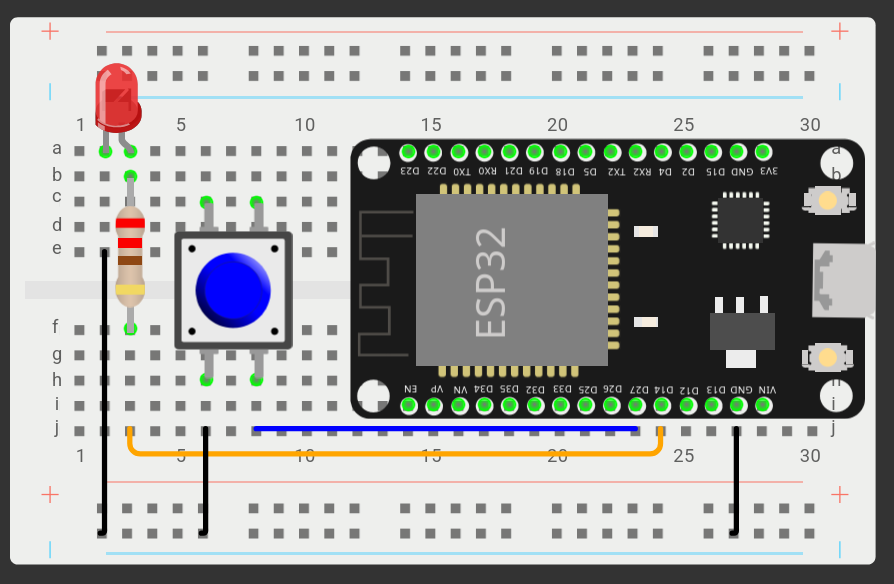 1 5 10 15 20 25 30
a a
b b
D23 D22 TX0 RX0 D21 D19 D18 D5 TX2 RX2 D4 D2 D15 GND 3V3
c
d
e
ESP32
f
g
h h
EN VP VN D34 D35 D32 D33 D25 D26 D27 D14 D12 D13 GND VIN
i i
j j
1 5 10 15 20 25 30